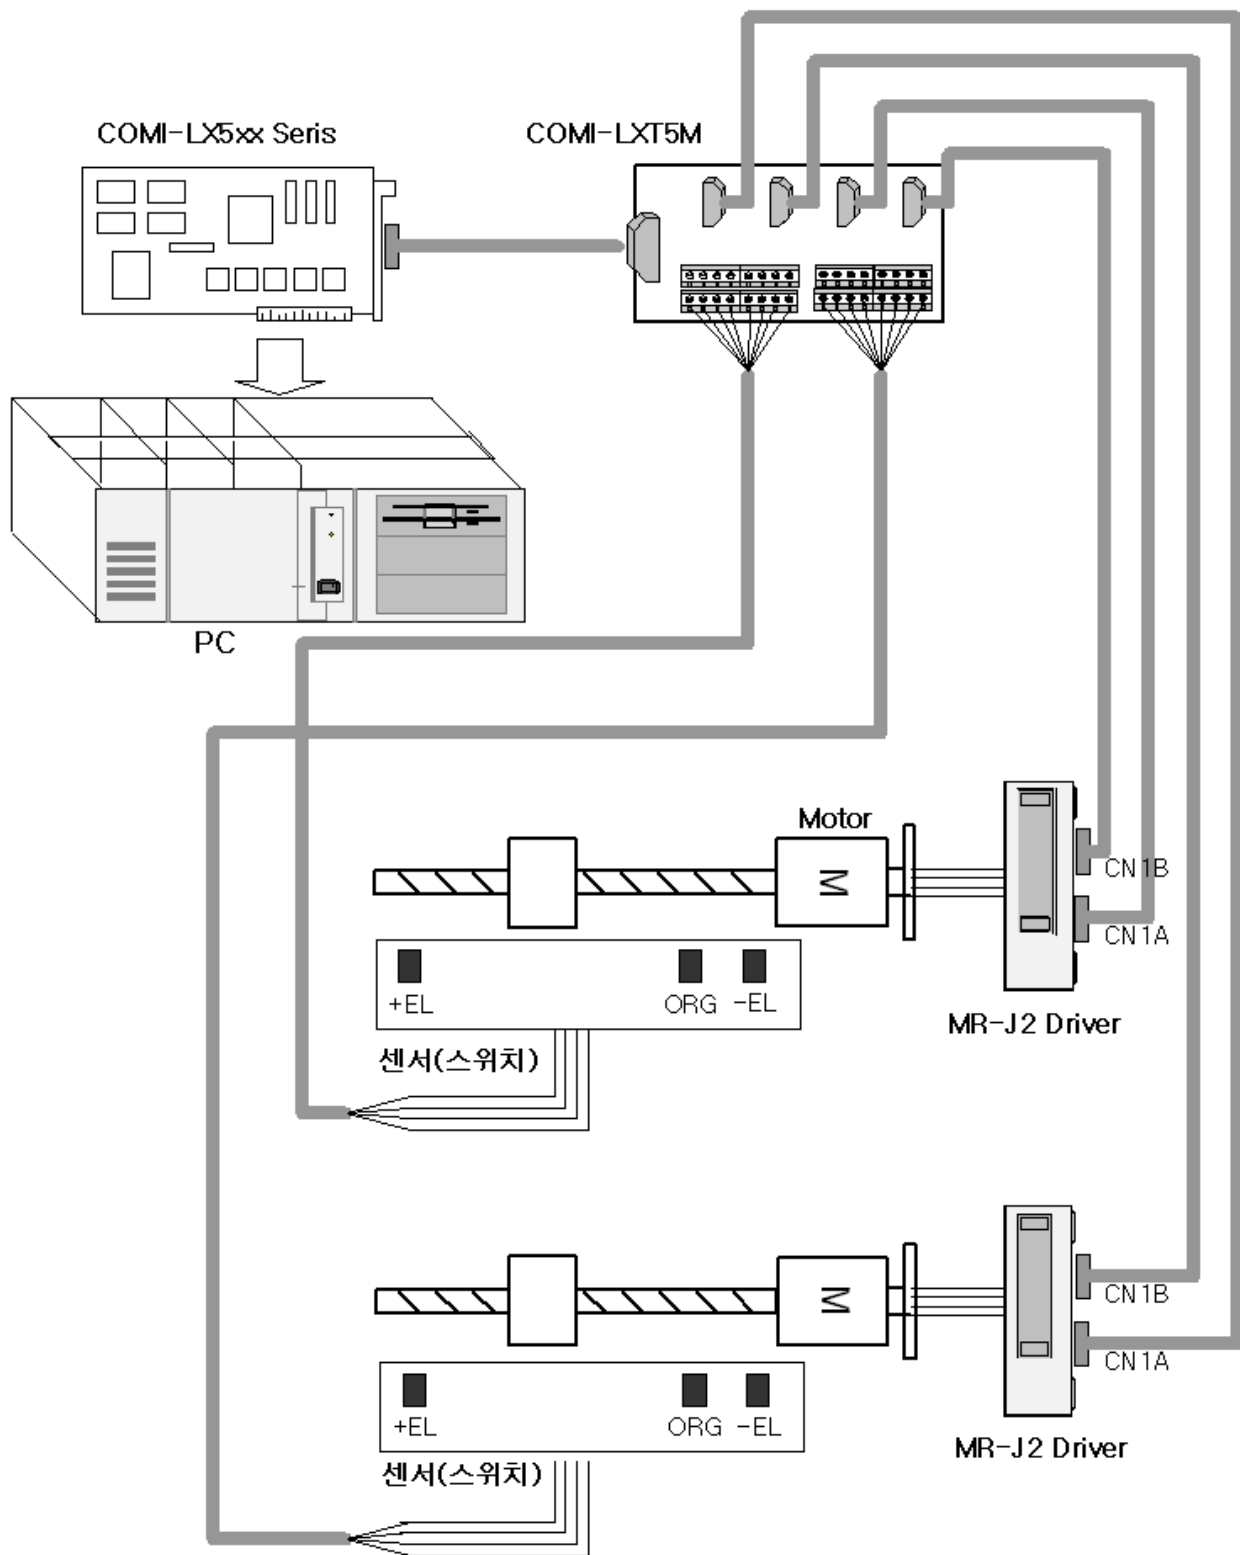 COMI-LX5xx Seris
COMI-LXT5M
PC
Motor
M
CN1B
CN1A
+EL
ORG
-EL
MR-J2 Driver
센서(스위치)
M
CN1B
CN1A
+EL
ORG
-EL
MR-J2 Driver
센서(스위치)